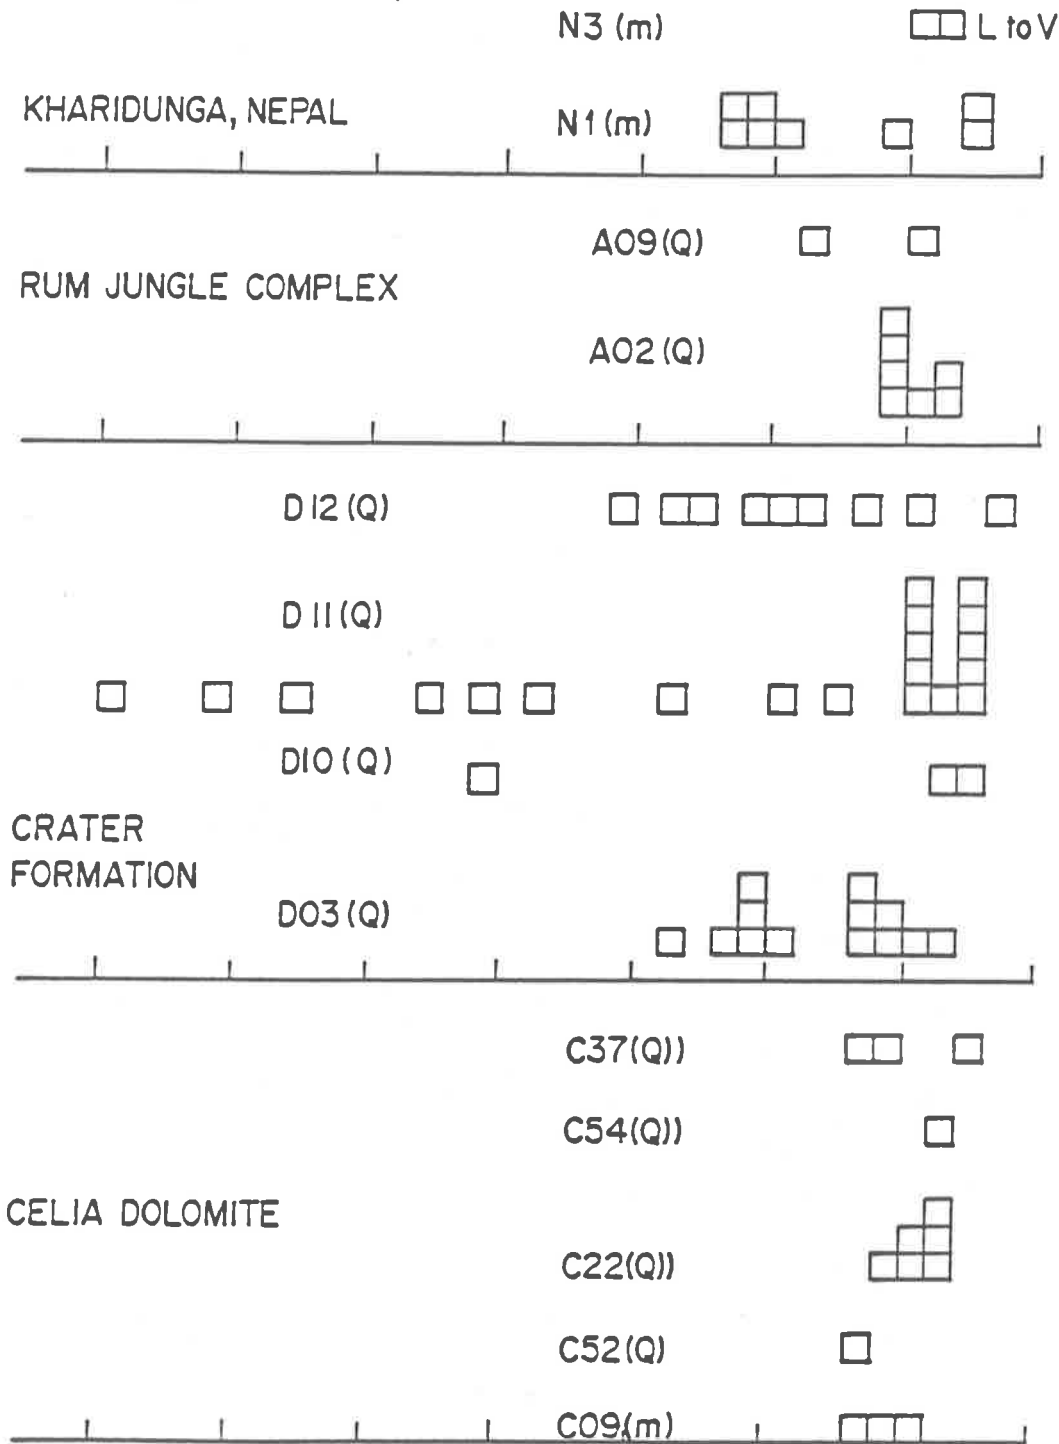 N3 (m) L to V
KHARIDUNGA, NEPAL N1 (m)
A09(Q)
RUM JUNGLE COMPLEX
A02(Q)
D12(Q)
D11(Q)
D10(Q)
CRATER
FORMATION
D03(Q)
C37(Q))
C54(Q))
CELIA DOLOMITE
C22(Q))
C52(Q)
C09(m)